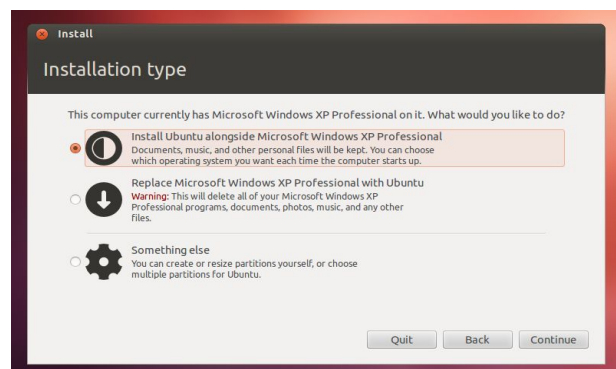 Install
Installation type
This computer currently has Microsoft Windows XP Professional on it. What would you like to do?
Install Ubuntu alongside Microsoft Windows XP Professional
Documents, music, and other personal files will be kept. You can choose
which operating system you want each time the computer starts up.
Replace Microsoft Windows XP Professional with Ubuntu
Warning: This will delete all of your Microsoft Windows XP
Professional programs, documents, photos, music, and any other
files.
Something else
You can create or resize partitions yourself, or choose
multiple partitions for Ubuntu.
Quit Back Continue